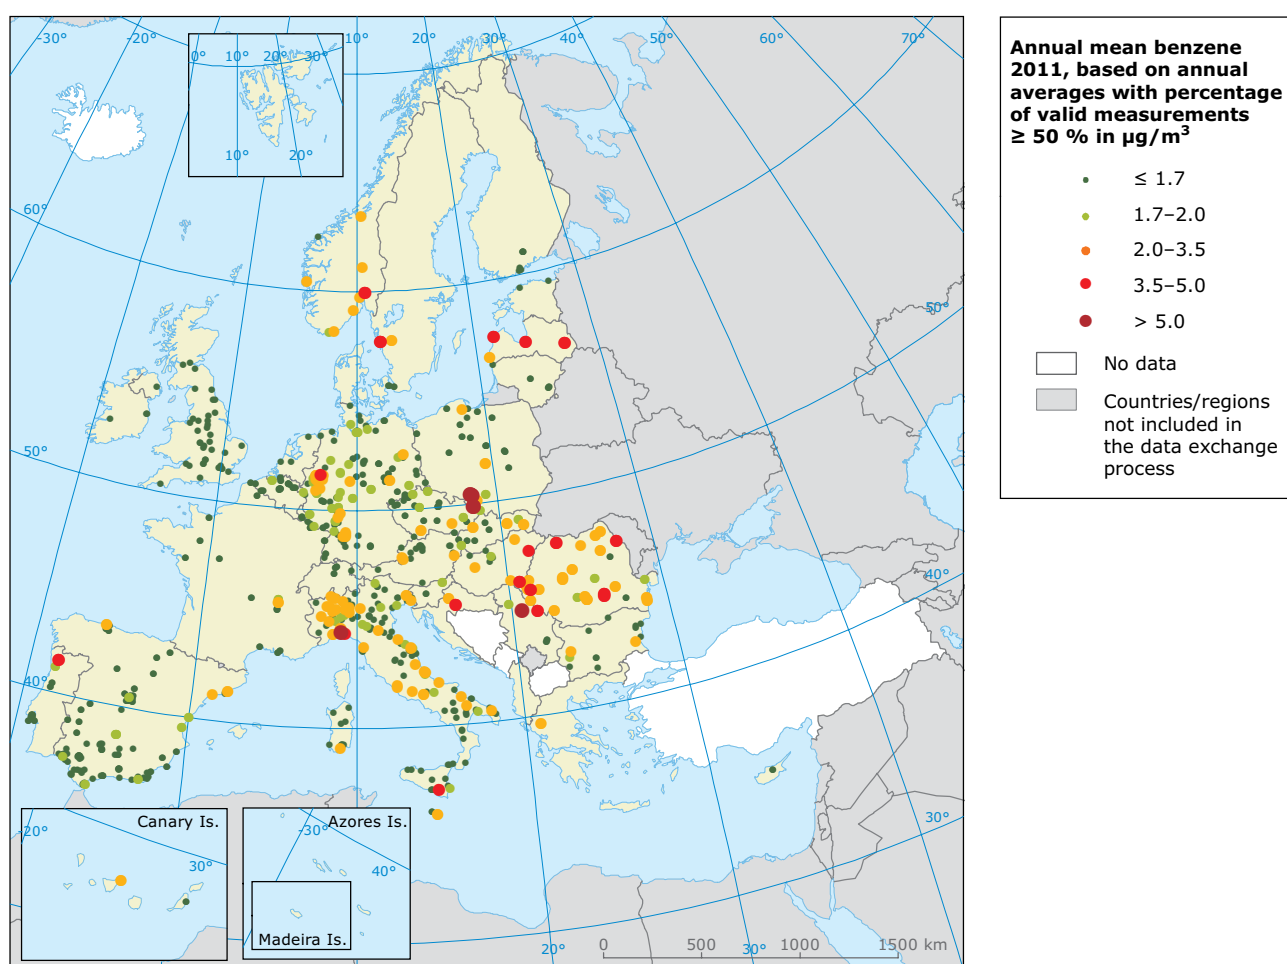 -30°
-20°
10°
20°
30°
40°
50°
60°
70°
0°
10°
20°
30°
10°
20°
60°
50°
40°
50°
40°
30°
Canary Is.
-20°
30°
Azores Is.
-30°
40°
Madeira Is.
20°
30°
0
500
1000
1500 km
Annual mean benzene
2011, based on annual
averages with percentage
of valid measurements
≥ 50 % in µg/m³
≤ 1.7
1.7–2.0
2.0–3.5
3.5–5.0
> 5.0
No data
Countries/regions
not included in
the data exchange
process